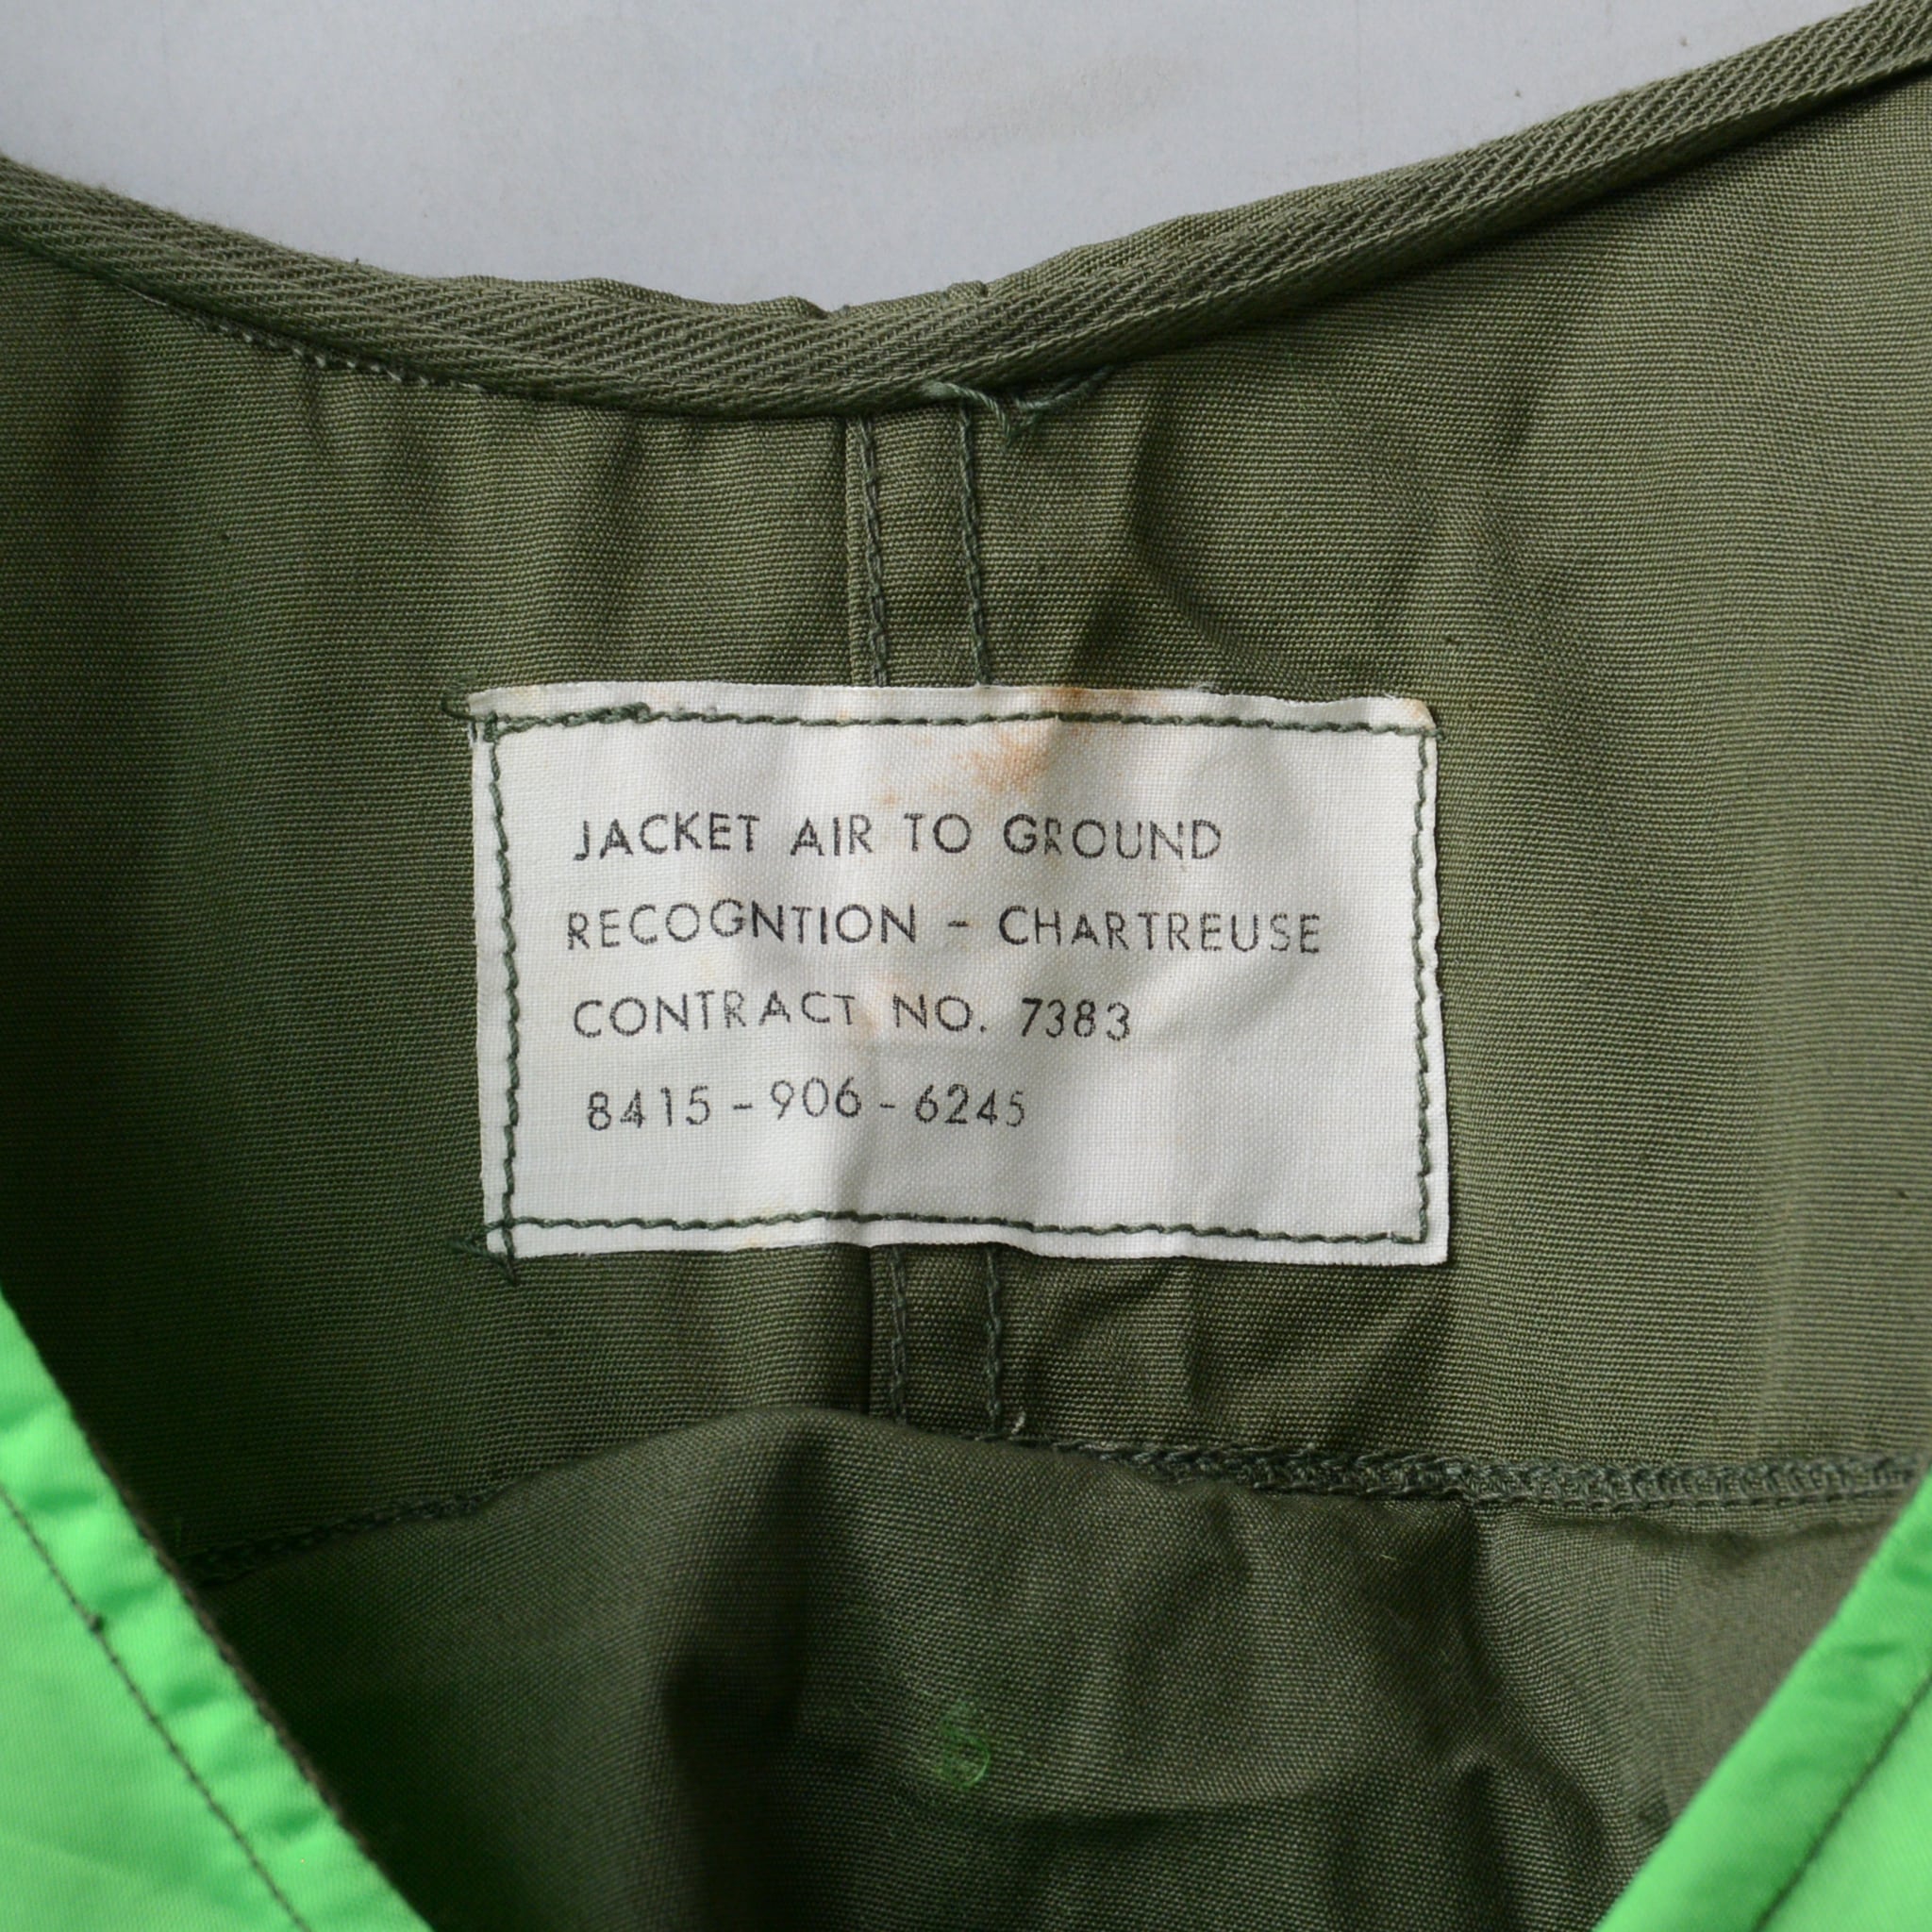 JACKET AIR TO GROUND
RECOGNTION - CHARTREUSE
CONTRACT NO. 7383
8415-906-6245